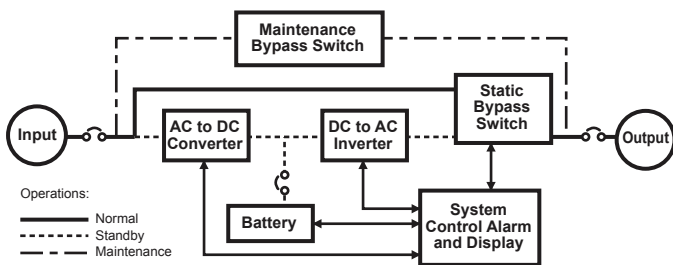 Maintenance
Bypass Switch
Input
AC to DC
Converter
DC to AC
Inverter
Static
Bypass
Switch
Output
Battery
System
Control Alarm
and Display
Operations:
Normal
Standby
Maintenance